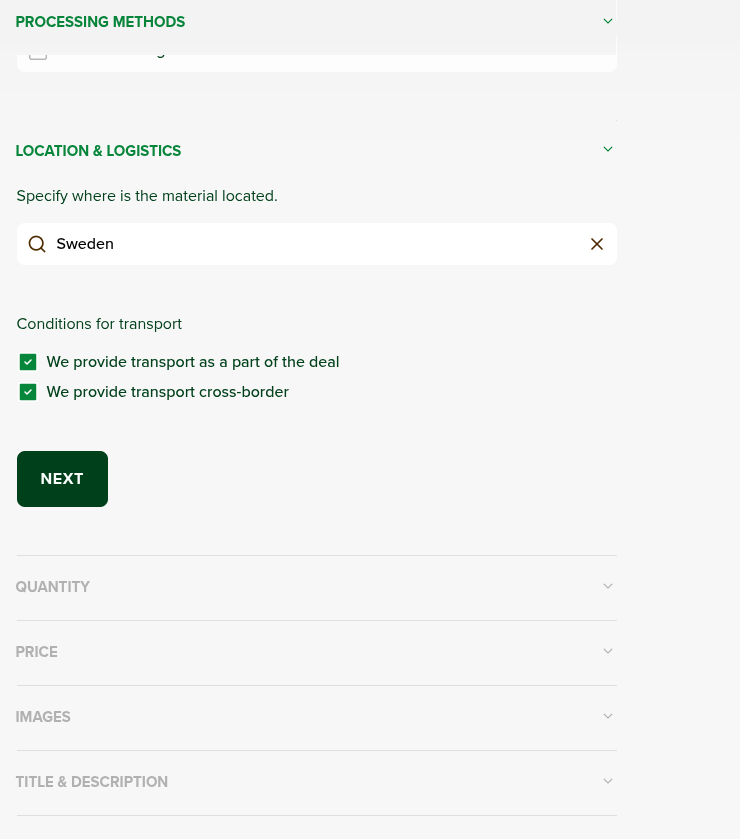 PROCESSING METHODS
LOCATION & LOGISTICS
Specify where is the material located.
Sweden
Conditions for transport
We provide transport as a part of the deal
We provide transport cross-border
NEXT
QUANTITY
PRICE
IMAGES
TITLE & DESCRIPTION